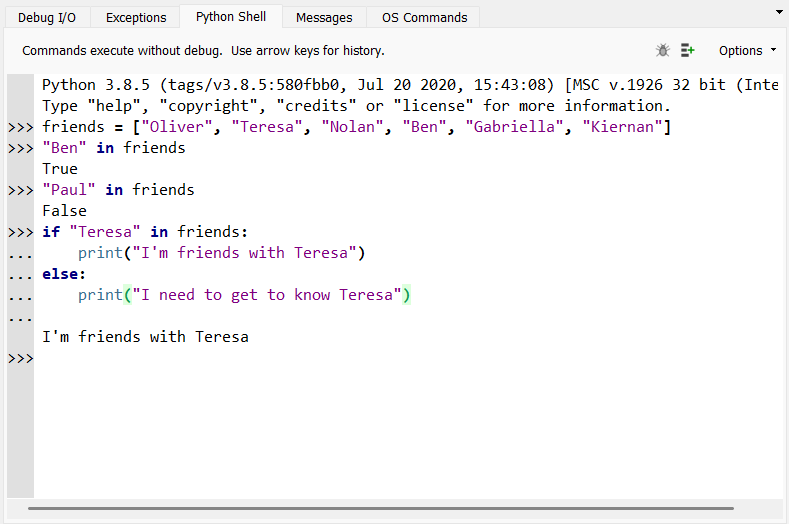 Debug I/O Exceptions Python Shell Messages OS Commands
Commands execute without debug. Use arrow keys for history. Options
Python 3.8.5 (tags/v3.8.5:580fbb0, Jul 20 2020, 15:43:08) [MSC v.1926 32 bit (Inte
Type "help", "copyright", "credits" or "license" for more information.
>>> friends = ["Oliver", "Teresa", "Nolan", "Ben", "Gabriella", "Kiernan"]
>>> "Ben" in friends
True
>>> "Paul" in friends
False
>>> if "Teresa" in friends:
...     print("I'm friends with Teresa")
... else:
...     print("I need to get to know Teresa")
...
I'm friends with Teresa
>>>